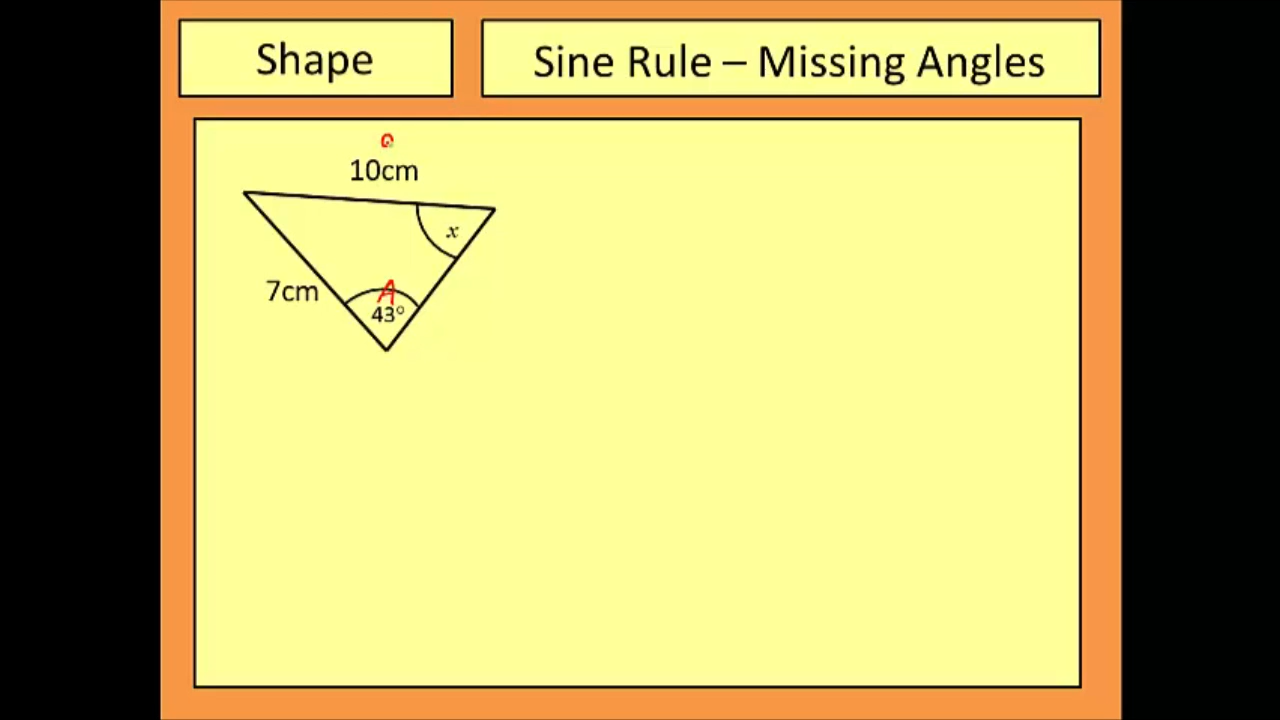 Shape
Sine Rule – Missing Angles
a
10cm
x
7cm
A
43°